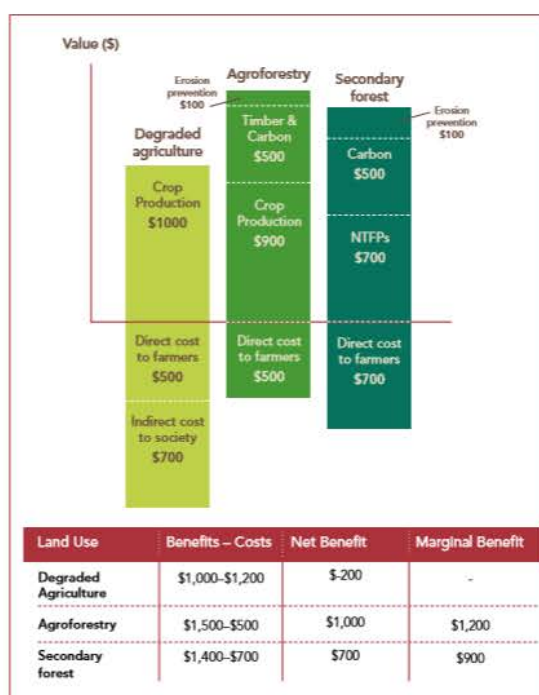 Value ($)
Erosion
prevention
$100
Agroforestry
Secondary
forest
Erosion
prevention
$100
Degraded
agriculture
Timber &
Carbon
$500
Carbon
$500
Crop
Production
$1000
Crop
Production
$900
NTFPs
$700
Direct cost
to farmers
$500
Direct cost
to farmers
$500
Direct cost
to farmers
$700
Indirect cost
to society
$700
Land Use Benefits – Costs Net Benefit Marginal Benefit
Degraded
Agriculture $1,000–$1,200 $-200 -
Agroforestry $1,500–$500 $1,000 $1,200
Secondary
forest $1,400–$700 $700 $900